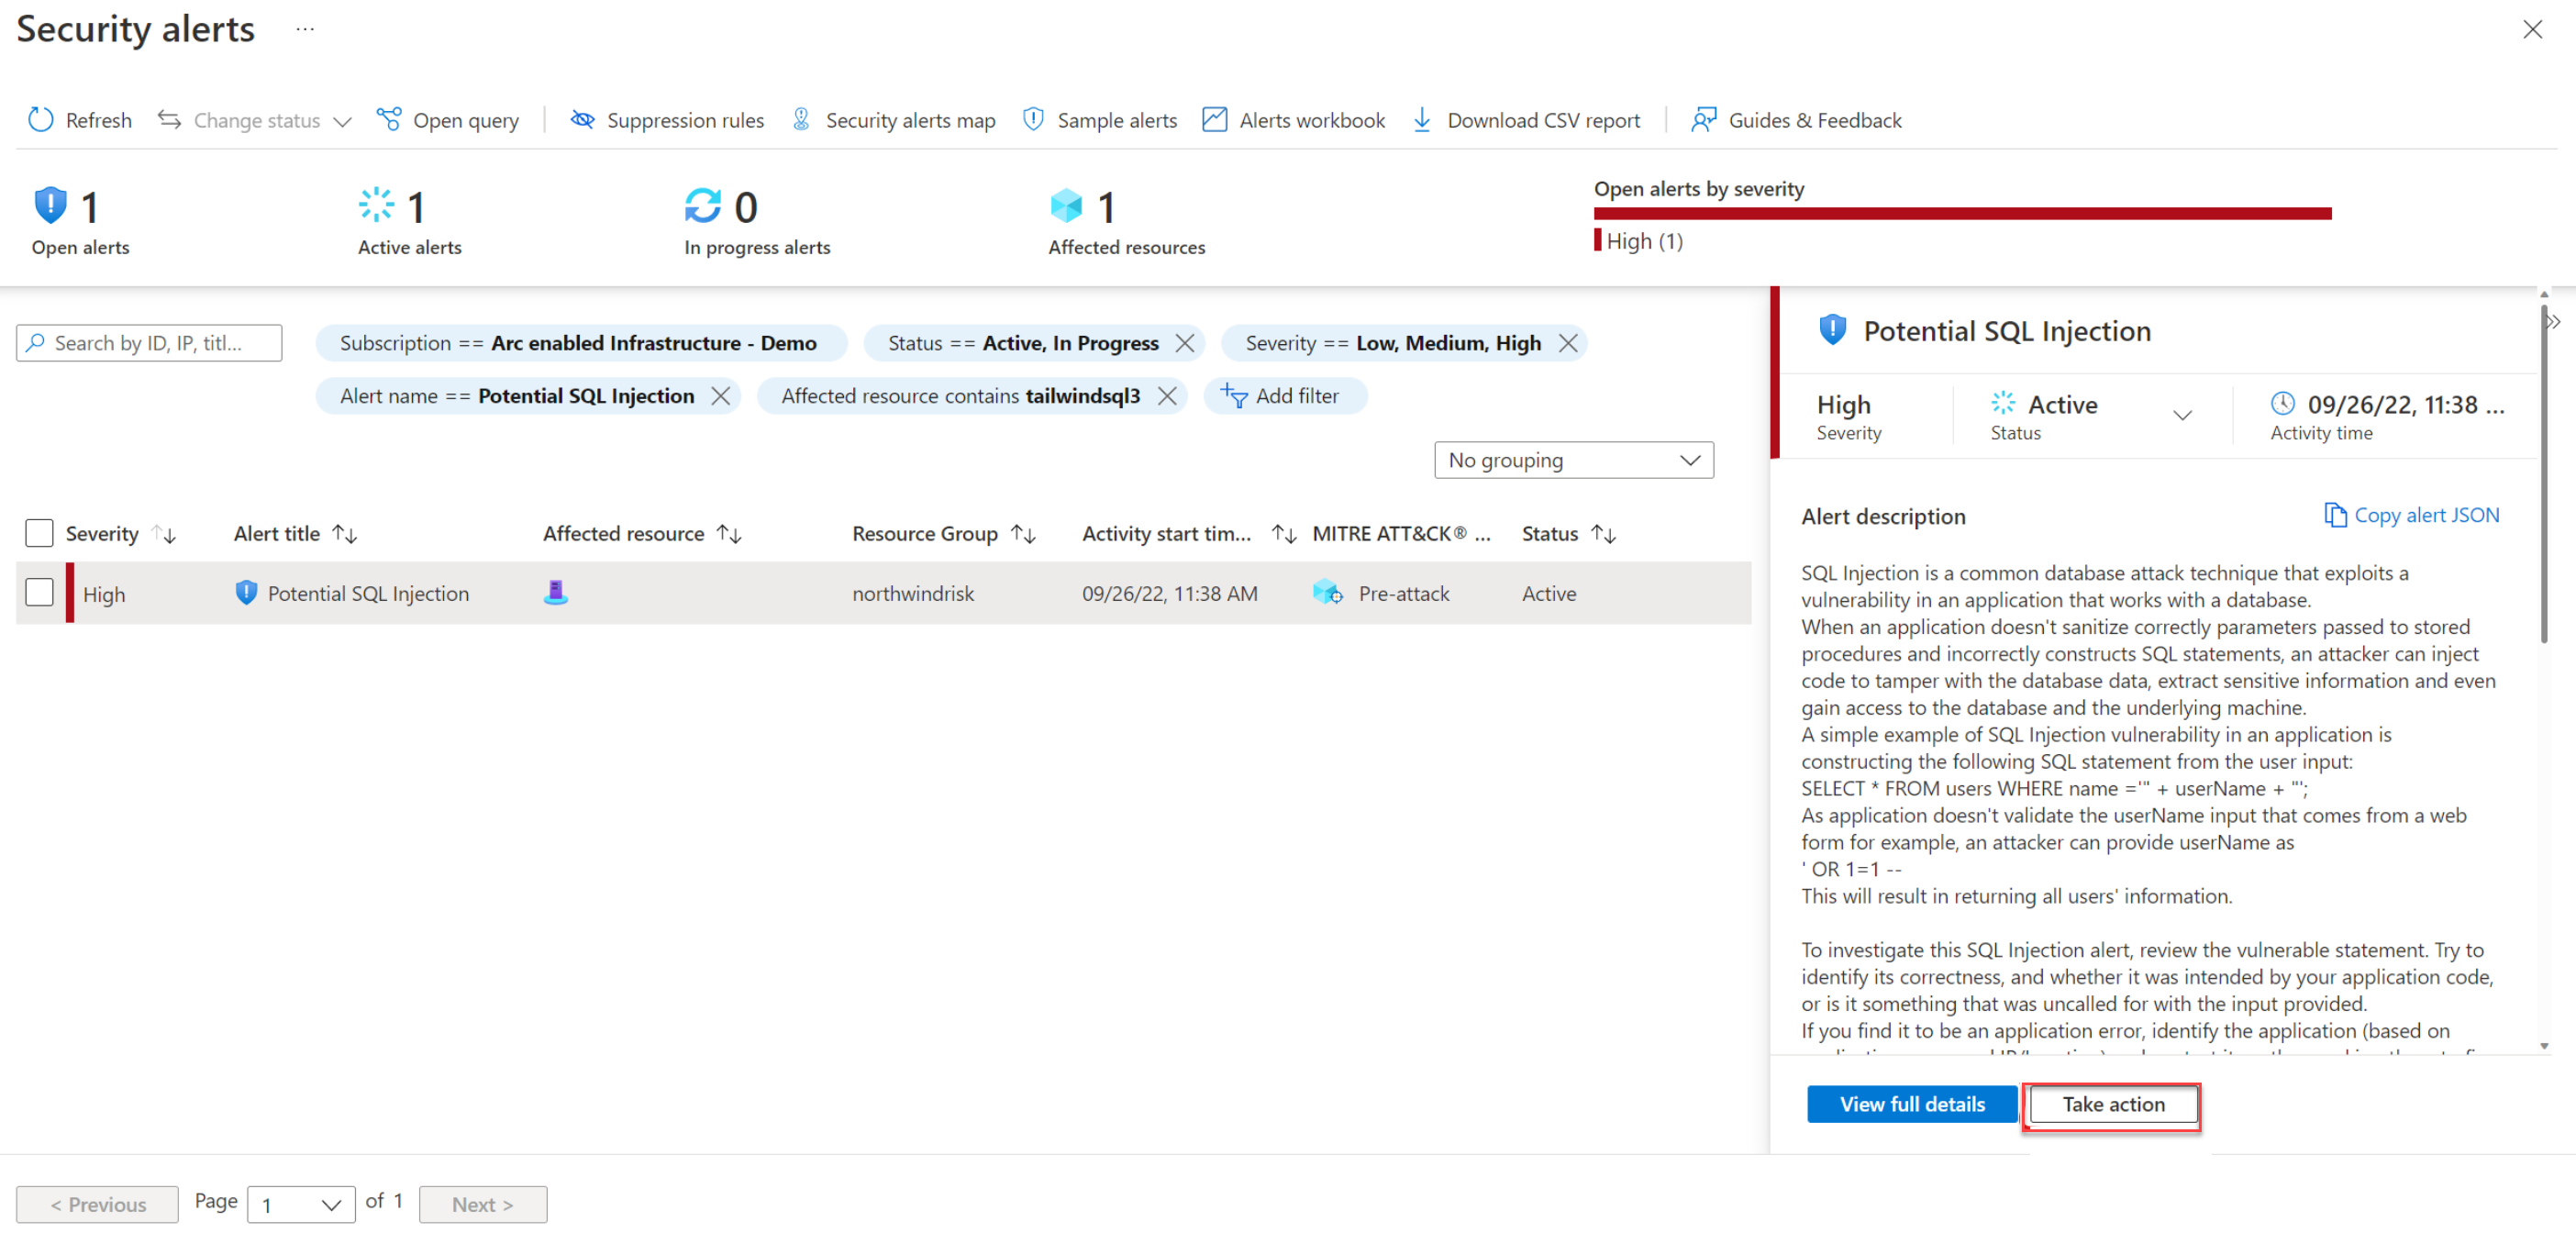 Security alerts ...
Refresh Change status Open query Suppression rules Security alerts map Sample alerts Alerts workbook Download CSV report Guides & Feedback
1
Open alerts
1
Active alerts
0
In progress alerts
1
Affected resources
Open alerts by severity
High (1)
Search by ID, IP, titl...
Subscription == Arc enabled Infrastructure - Demo
Status == Active, In Progress
Severity == Low, Medium, High
Alert name == Potential SQL Injection
Affected resource contains tailwindsql3
Add filter
No grouping
Severity Alert title Affected resource Resource Group Activity start tim... MITRE ATT&CK® ... Status
High Potential SQL Injection northwindrisk 09/26/22, 11:38 AM Pre-attack Active
Potential SQL Injection
High
Severity
Active
Status
09/26/22, 11:38 ...
Activity time
Alert description
Copy alert JSON
SQL Injection is a common database attack technique that exploits a
vulnerability in an application that works with a database.
When an application doesn't sanitize correctly parameters passed to stored
procedures and incorrectly constructs SQL statements, an attacker can inject
code to tamper with the database data, extract sensitive information and even
gain access to the database and the underlying machine.
A simple example of SQL Injection vulnerability in an application is
constructing the following SQL statement from the user input:
SELECT * FROM users WHERE name ='" + userName + "';
As application doesn't validate the userName input that comes from a web
form for example, an attacker can provide userName as
' OR 1=1 --
This will result in returning all users' information.
To investigate this SQL Injection alert, review the vulnerable statement. Try to
identify its correctness, and whether it was intended by your application code,
or is it something that was uncalled for with the input provided.
If you find it to be an application error, identify the application (based on
View full details
Take action
< Previous Page 1 of 1 Next >